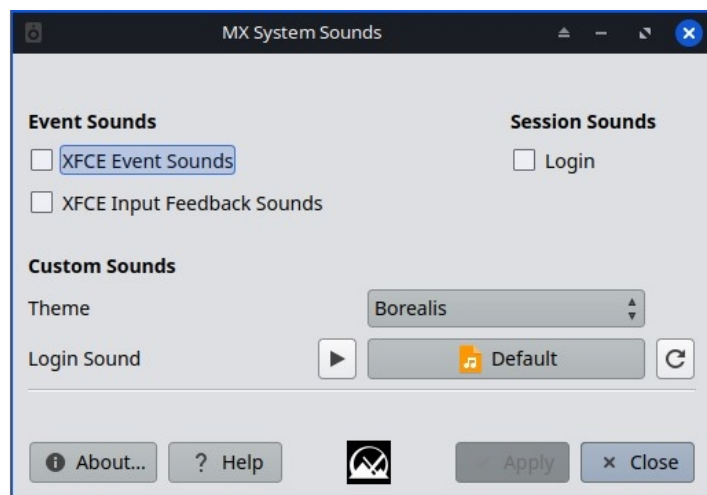 MX System Sounds
Event Sounds
Session Sounds
XFCE Event Sounds
Login
XFCE Input Feedback Sounds
Custom Sounds
Theme
Borealis
Login Sound
Default
About...
? Help
Apply
Close